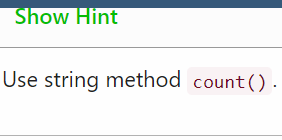 Show Hint
Use string method count().